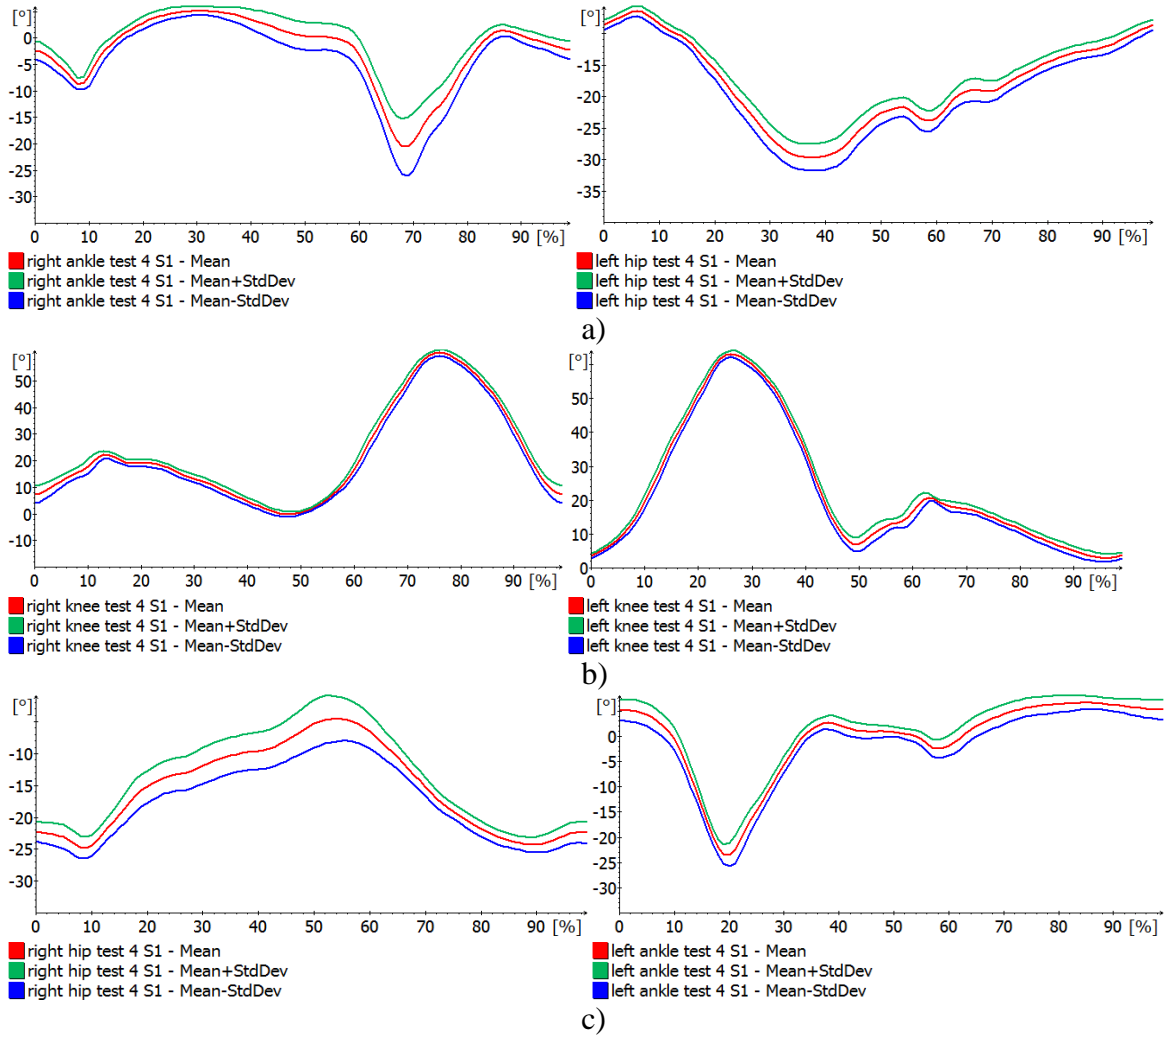 [°] [°]
0
-5 -15
-10 -20
-15 -25
-20
-25 -30
-30 -35
0 10 20 30 40 50 60 70 80 90 [%] 0 10 20 30 40 50 60 70 80 90 [%]
right ankle test 4 S1 - Mean left hip test 4 S1 - Mean
right ankle test 4 S1 - Mean+StdDev left hip test 4 S1 - Mean+StdDev
right ankle test 4 S1 - Mean-StdDev left hip test 4 S1 - Mean-StdDev
a)
[°] [°]
50 50
40 40
30 30
20 20
10 10
0 0
-10
0 10 20 30 40 50 60 70 80 90 [%] 0 10 20 30 40 50 60 70 80 90 [%]
right knee test 4 S1 - Mean left knee test 4 S1 - Mean
right knee test 4 S1 - Mean+StdDev left knee test 4 S1 - Mean+StdDev
right knee test 4 S1 - Mean-StdDev left knee test 4 S1 - Mean-StdDev
b)
[°] [°]
-10 0
-15 -5
-20 -10
-25 -15
-30 -20
-25
-30
0 10 20 30 40 50 60 70 80 90 [%] 0 10 20 30 40 50 60 70 80 90 [%]
right hip test 4 S1 - Mean left ankle test 4 S1 - Mean
right hip test 4 S1 - Mean+StdDev left ankle test 4 S1 - Mean+StdDev
right hip test 4 S1 - Mean-StdDev left ankle test 4 S1 - Mean-StdDev
c)